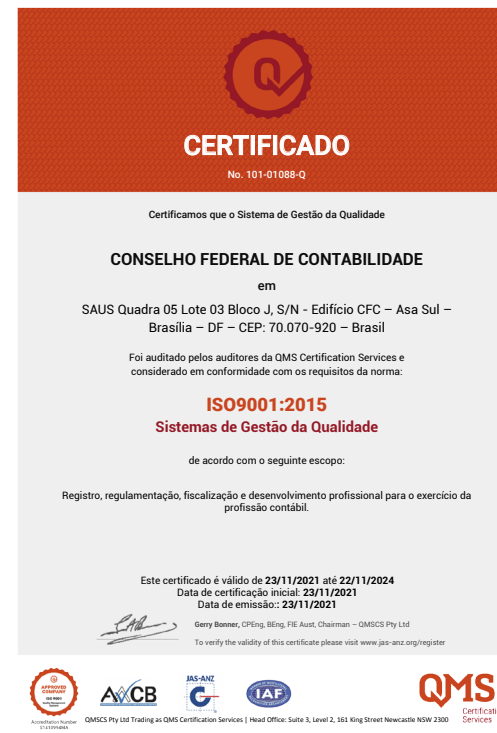 Q
CERTIFICADO
No. 101-01088-Q
Certificamos que o Sistema de Gestão da Qualidade
CONSELHO FEDERAL DE CONTABILIDADE
em
SAUS Quadra 05 Lote 03 Bloco J, S/N - Edifício CFC – Asa Sul –
Brasília – DF – CEP: 70.070-920 – Brasil
Foi auditado pelos auditores da QMS Certification Services e
considerado em conformidade com os requisitos da norma:
ISO9001:2015
Sistemas de Gestão da Qualidade
de acordo com o seguinte escopo:
Registro, regulamentação, fiscalização e desenvolvimento profissional para o exercício da
profissão contábil.
Este certificado é válido de 23/11/2021 até 22/11/2024
Data de certificação inicial: 23/11/2021
Data de emissão:: 23/11/2021
Gerry Bonner, CPEng, BEng, FIE Aust, Chairman – QMSCS Pty Ltd
To verify the validity of this certificate please visit www.jas-anz.org/register
APPROVED
COMPANY
ISO 9001
JAS-ANZ
AWCB
IAF
QMS
Certificati
Services
Accreditation Number
QMSCS Pty Ltd Trading as QMS Certification Services | Head Office: Suite 3, Level 2, 161 King Street Newcastle NSW 2300